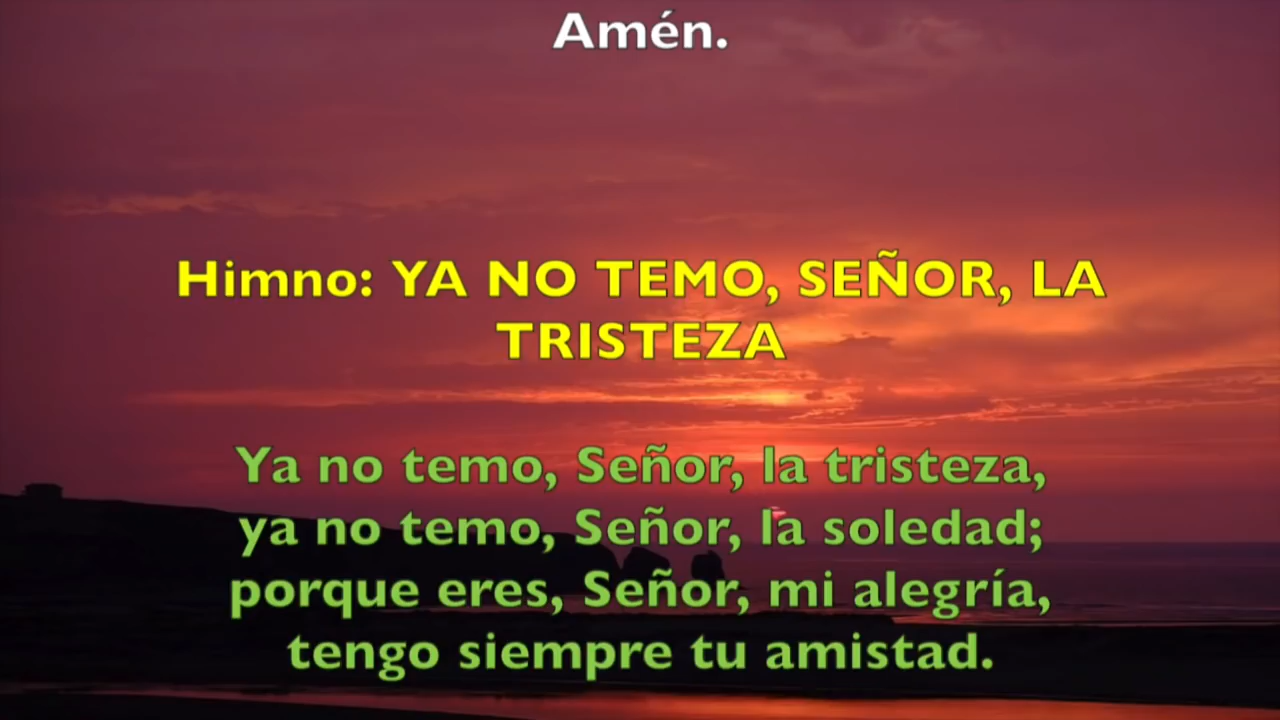 Amén.
Himno: YA NO TEMO, SEÑOR, LA
TRISTEZA
Ya no temo, Señor, la tristeza,
ya no temo, Señor, la soledad;
porque eres, Señor, mi alegría,
tengo siempre tu amistad.